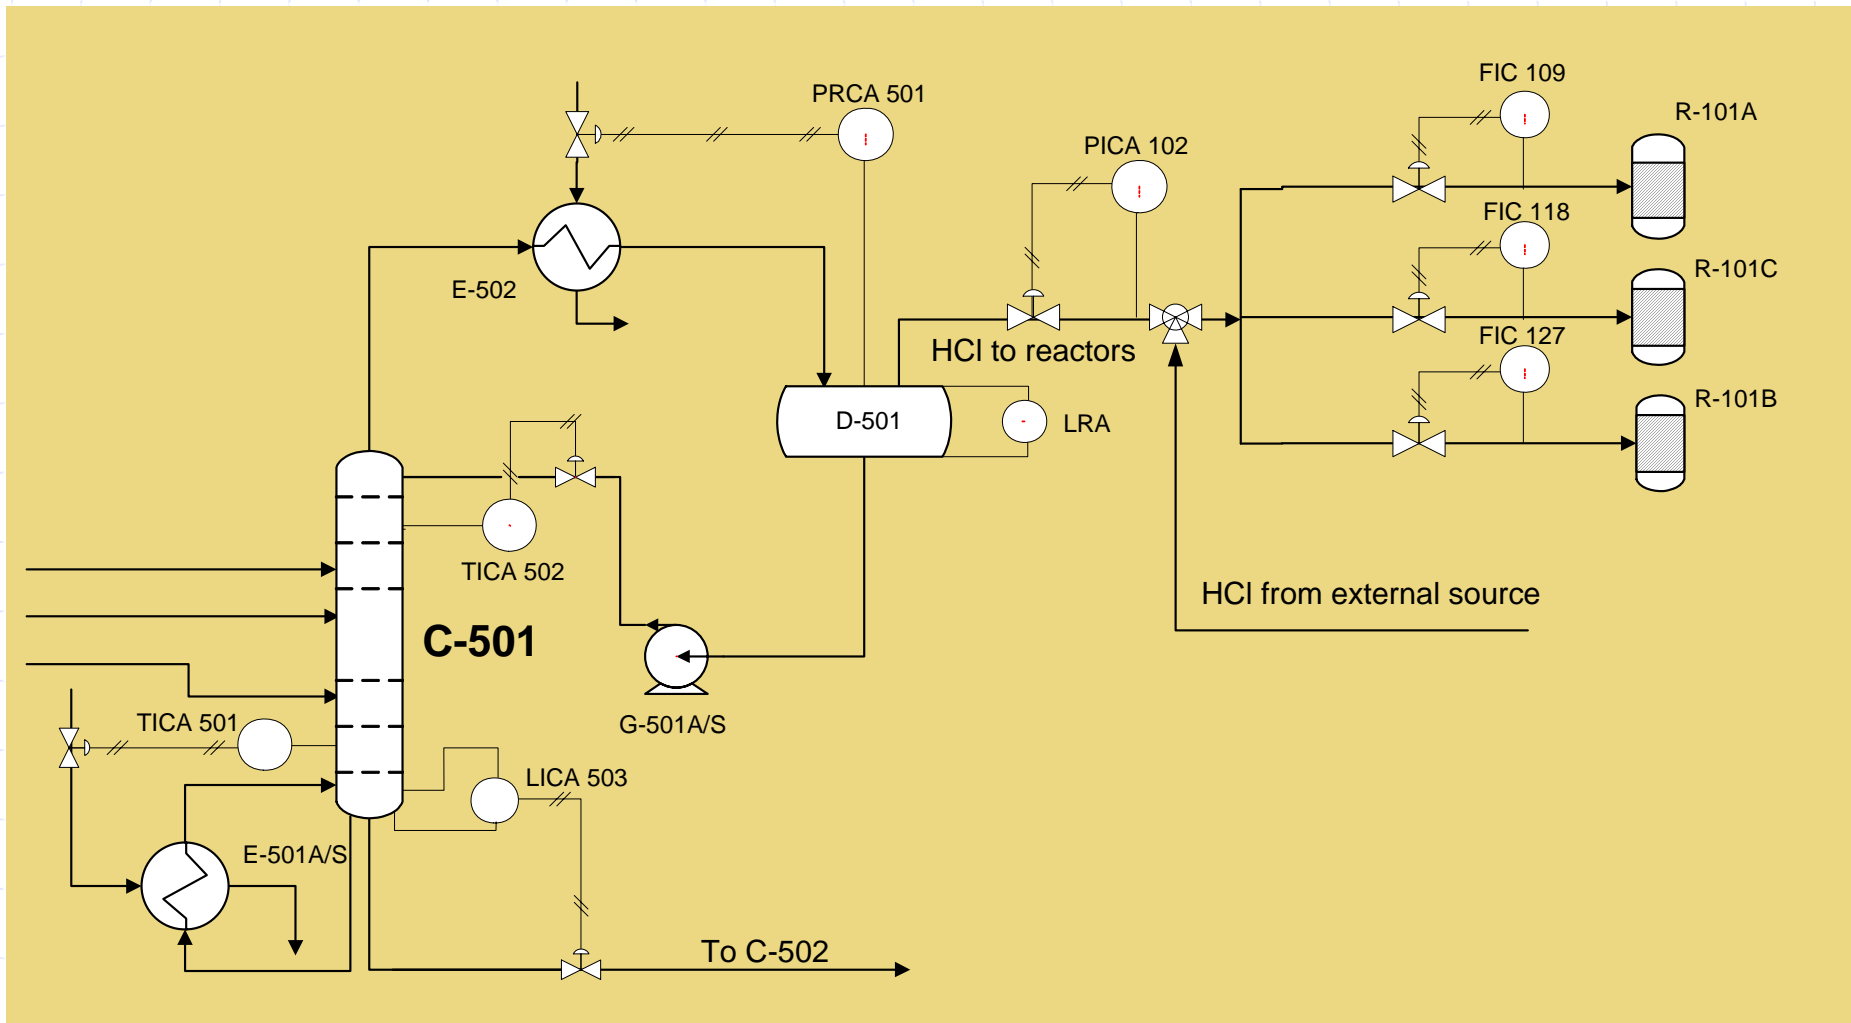 FIC 109
PRCA 501
R-101A
PICA 102
FIC 118
R-101C
E-502
FIC 127
HCl to reactors
R-101B
D-501
LRA
TICA 502
HCl from external source
C-501
TICA 501
G-501A/S
LICA 503
E-501A/S
To C-502